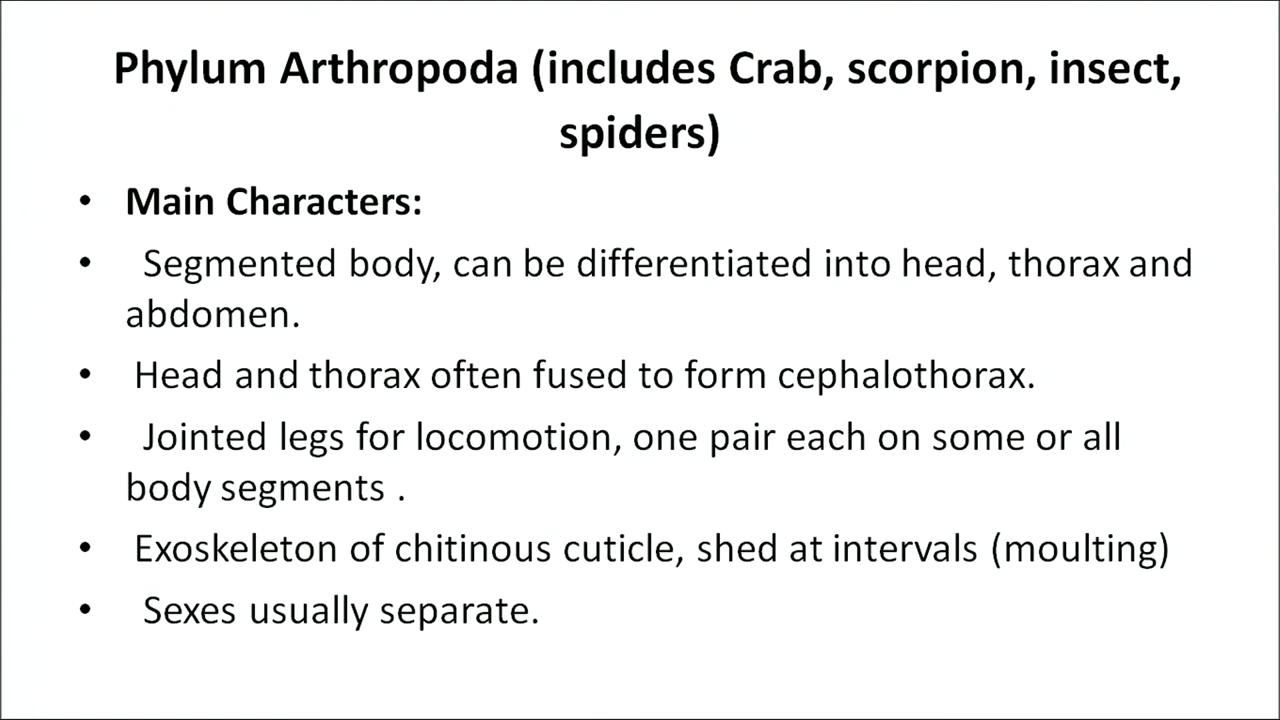 Phylum Arthropoda (includes Crab, scorpion, insect,
spiders)
• Main Characters:
• Segmented body, can be differentiated into head, thorax and
abdomen.
• Head and thorax often fused to form cephalothorax.
• Jointed legs for locomotion, one pair each on some or all
body segments .
• Exoskeleton of chitinous cuticle, shed at intervals (moulting)
• Sexes usually separate.